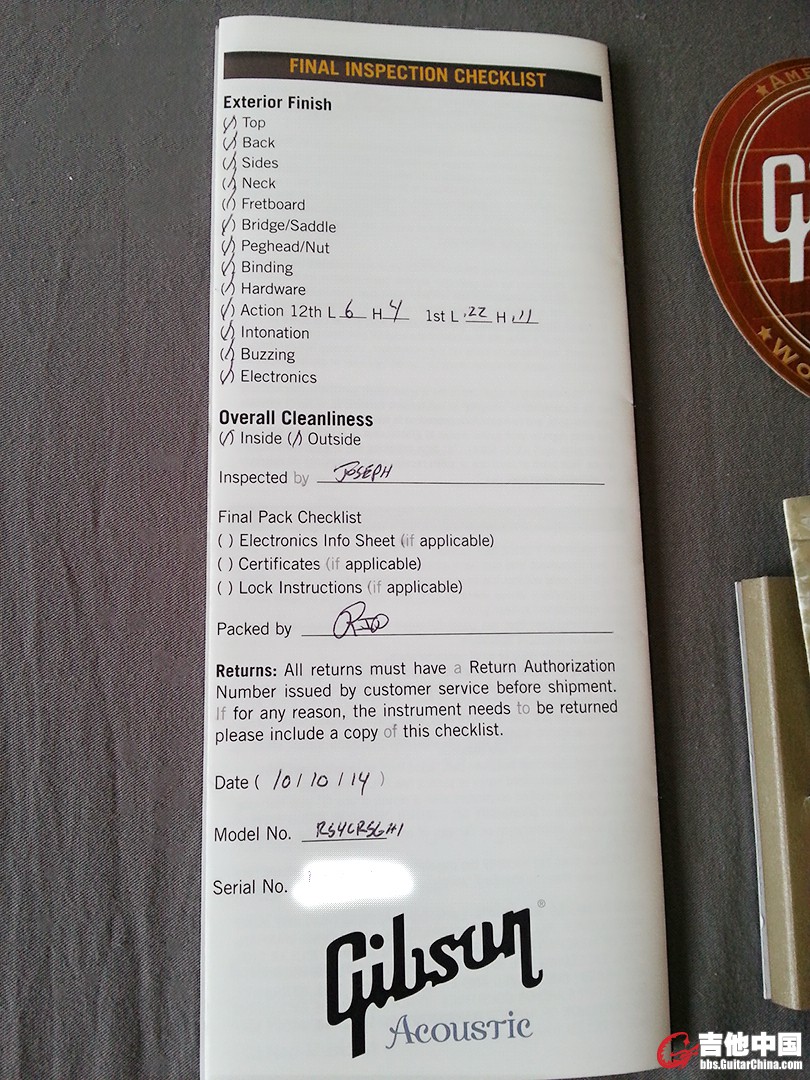 FINAL INSPECTION CHECKLIST
Exterior Finish
(√) Top
(√) Back
(√) Sides
(√) Neck
(√) Fretboard
(√) Bridge/Saddle
(√) Peghead/Nut
(√) Binding
(√) Hardware
(√) Action 12th L 6 H 4 1st L .22 H .11
(√) Intonation
(√) Buzzing
(√) Electronics
Overall Cleanliness
(√) Inside (√) Outside
Inspected by JOSEPH
Final Pack Checklist
( ) Electronics Info Sheet (if applicable)
( ) Certificates (if applicable)
( ) Lock Instructions (if applicable)
Packed by
Returns: All returns must have a Return Authorization
Number issued by customer service before shipment.
If for any reason, the instrument needs to be returned
please include a copy of this checklist.
Date ( 10 / 10 / 14 )
Model No. RS4CRSGH1
Serial No.
Gibson ®
Acoustic
吉他中国
bbs.GuitarChina.com